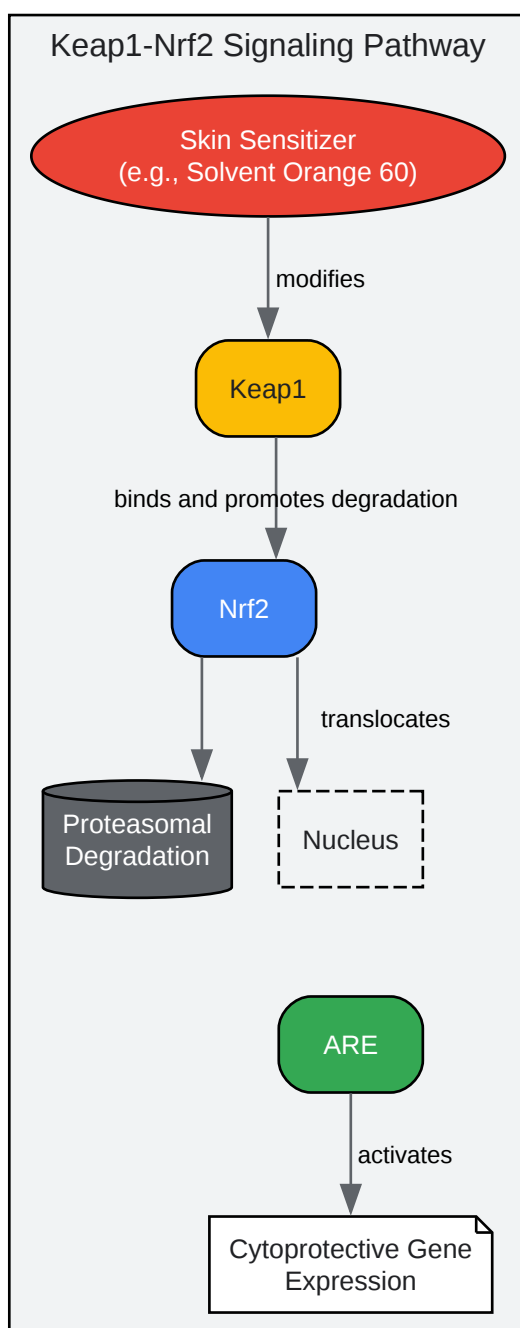 Keap1-Nrf2 Signaling Pathway
Skin Sensitizer
(e.g., Solvent Orange 60)
modifies
Keap1
binds and promotes degradation
Nrf2
translocates
Proteasomal
Degradation
Nucleus
ARE
activates
Cytoprotective Gene
Expression